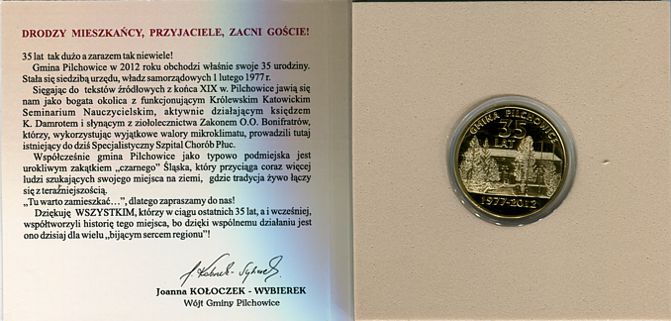 DRODZY MIESZKAŃCY, PRZYJACIELE, ZACNI GOŚCIE!
35 lat tak dużo a zarazem tak niewiele!
Gmina Pilchowice w 2012 roku obchodzi właśnie swoje 35 urodziny.
Stała się siedzibą urzędu, władz samorządowych 1 lutego 1977 r.
Sięgając do tekstów źródłowych z końca XIX w. Pilchowice jawią się
nam jako bogata okolica z funkcjonującym Królewskim Katowickim
Seminarium Nauczycielskim, aktywnie działającym księdzem
K. Damrotem i słynącym z ziołolecznictwa Zakonem O.O. Bonifratrów,
którzy, wykorzystując wyjątkowe walory mikroklimatu, prowadzili tutaj
istniejący do dziś Specjalistyczny Szpital Chorób Płuc.
Współcześnie gmina Pilchowice jako typowo podmiejska jest
urokliwym zakątkiem „czarnego” Śląska, który przyciąga coraz więcej
ludzi szukających swojego miejsca na ziemi, gdzie tradycja żywo łączy
się z teraźniejszością.
„Tu warto zamieszkać…”, dlatego zapraszamy do nas!
Dziękuję WSZYSTKIM, którzy w ciągu ostatnich 35 lat, a i wcześniej,
współtworzyli historię tego miejsca, bo dzięki wspólnemu działaniu jest
ono dzisiaj dla wielu „bijącym sercem regionu”!
Joanna KOŁOCZEK - WYBIEREK
Wójt Gminy Pilchowice
GMINA PILCHOWICE
35
LAT
1977-2012